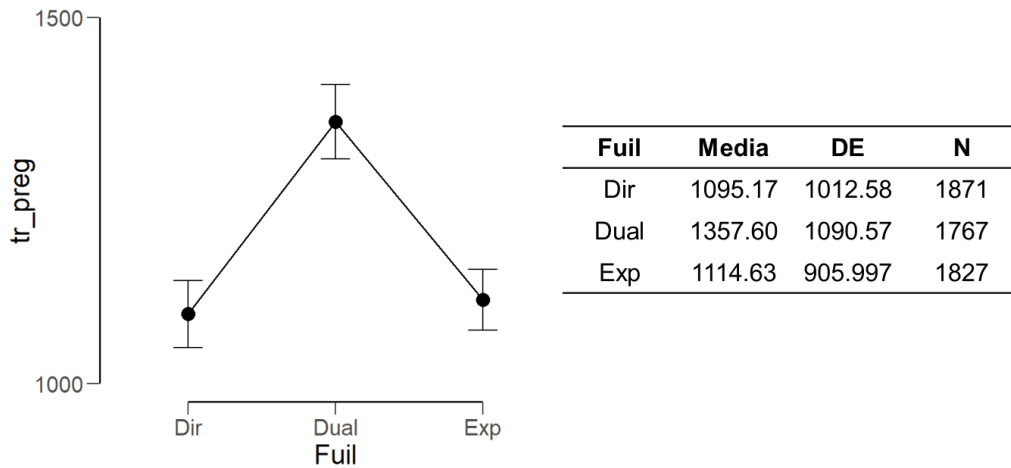 1500
1000
tr_preg
Dir Dual Exp
Fuil
Fuil Media DE N
Dir 1095.17 1012.58 1871
Dual 1357.60 1090.57 1767
Exp 1114.63 905.997 1827